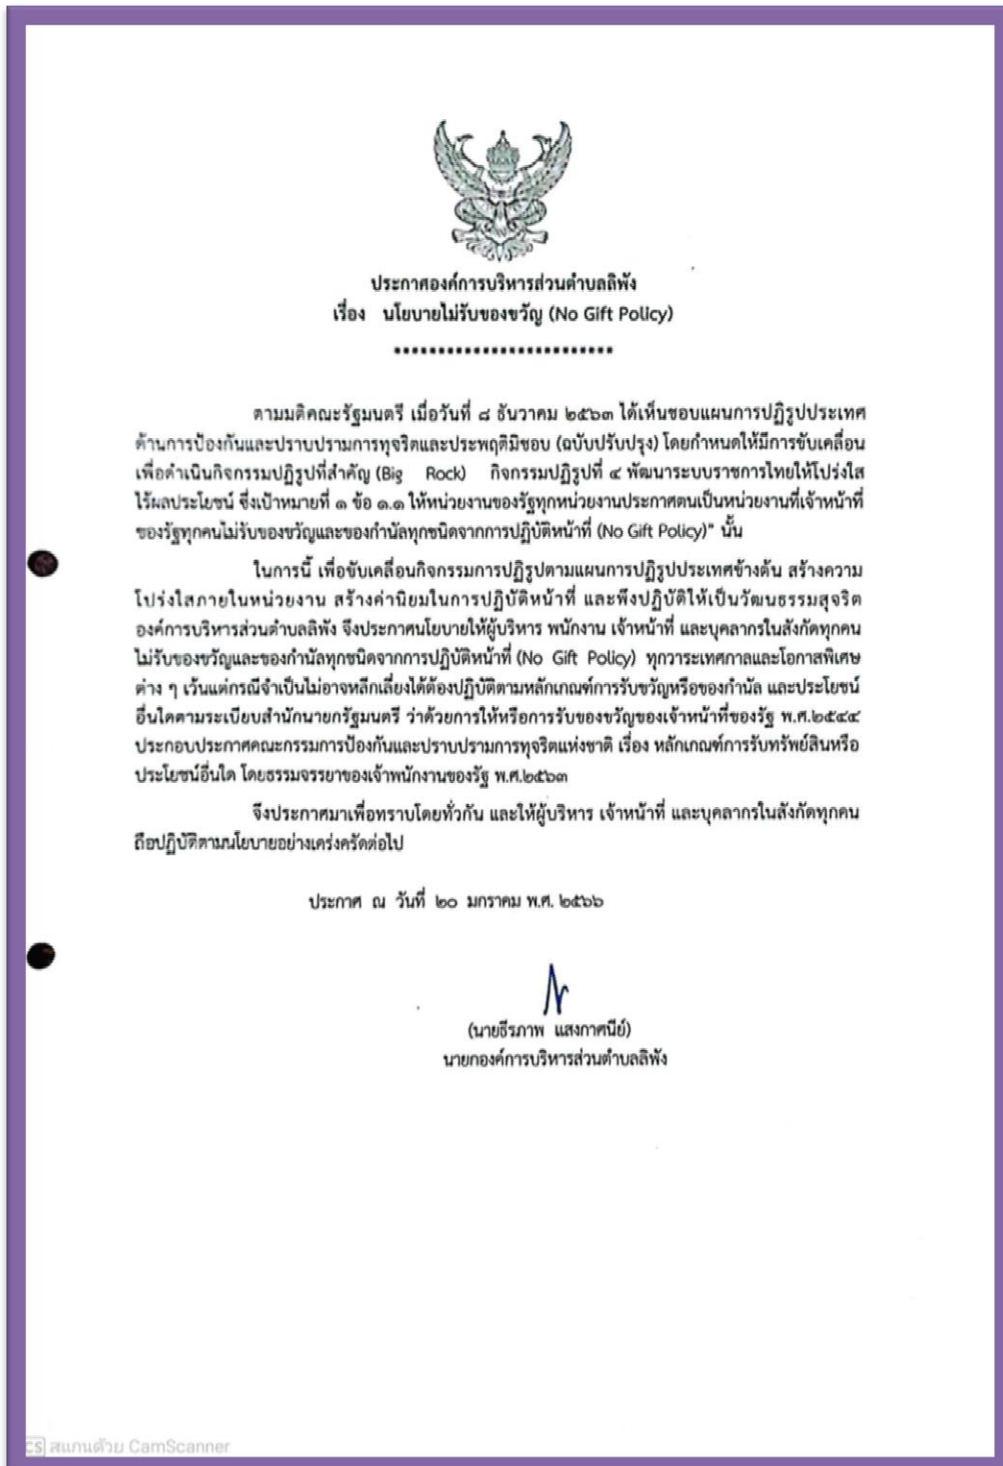 ประกาศองค์การบริหารส่วนตำบลลิพัง
เรื่อง นโยบายไม่รับของขวัญ (No Gift Policy)
*************************
ตามมติคณะรัฐมนตรี เมื่อวันที่ ๘ ธันวาคม ๒๕๖๓ ได้เห็นชอบแผนการปฏิรูปประเทศ
ด้านการป้องกันและปราบปรามการทุจริตและประพฤติมิชอบ (ฉบับปรับปรุง) โดยกำหนดให้มีการขับเคลื่อน
เพื่อดำเนินกิจกรรมปฏิรูปที่สำคัญ (Big Rock) กิจกรรมปฏิรูปที่ ๔ พัฒนาระบบราชการไทยให้โปร่งใส
ไร้ผลประโยชน์ ซึ่งเป้าหมายที่ ๑ ข้อ ๑.๑ ให้หน่วยงานของรัฐทุกหน่วยงานประกาศตนเป็นหน่วยงานที่เจ้าหน้าที่
ของรัฐทุกคนไม่รับของขวัญและของกำนัลทุกชนิดจากการปฏิบัติหน้าที่ (No Gift Policy)" นั้น
ในการนี้ เพื่อขับเคลื่อนกิจกรรมการปฏิรูปตามแผนการปฏิรูปประเทศข้างต้น สร้างความ
โปร่งใสภายในหน่วยงาน สร้างค่านิยมในการปฏิบัติหน้าที่ และพึงปฏิบัติให้เป็นวัฒนธรรมสุจริต
องค์การบริหารส่วนตำบลลิพัง จึงประกาศนโยบายให้ผู้บริหาร พนักงาน เจ้าหน้าที่ และบุคลากรในสังกัดทุกคน
ไม่รับของขวัญและของกำนัลทุกชนิดจากการปฏิบัติหน้าที่ (No Gift Policy) ทุกวาระเทศกาลและโอกาสพิเศษ
ต่าง ๆ เว้นแต่กรณีจำเป็นไม่อาจหลีกเลี่ยงได้ต้องปฏิบัติตามหลักเกณฑ์การรับขวัญหรือของกำนัล และประโยชน์
อื่นใดตามระเบียบสำนักนายกรัฐมนตรี ว่าด้วยการให้หรือการรับของขวัญของเจ้าหน้าที่ของรัฐ พ.ศ.๒๕๔๔
ประกอบประกาศคณะกรรมการป้องกันและปราบปรามการทุจริตแห่งชาติ เรื่อง หลักเกณฑ์การรับทรัพย์สินหรือ
ประโยชน์อื่นใด โดยธรรมจรรยาของเจ้าพนักงานของรัฐ พ.ศ.๒๕๖๓
จึงประกาศมาเพื่อทราบโดยทั่วกัน และให้ผู้บริหาร เจ้าหน้าที่ และบุคลากรในสังกัดทุกคน
ถือปฏิบัติตามนโยบายอย่างเคร่งครัดต่อไป
ประกาศ ณ วันที่ ๒๐ มกราคม พ.ศ. ๒๕๖๖
(นายธีรภาพ แสงกาศนีย์)
นายกองค์การบริหารส่วนตำบลลิพัง
CS สแกนด้วย CamScanner